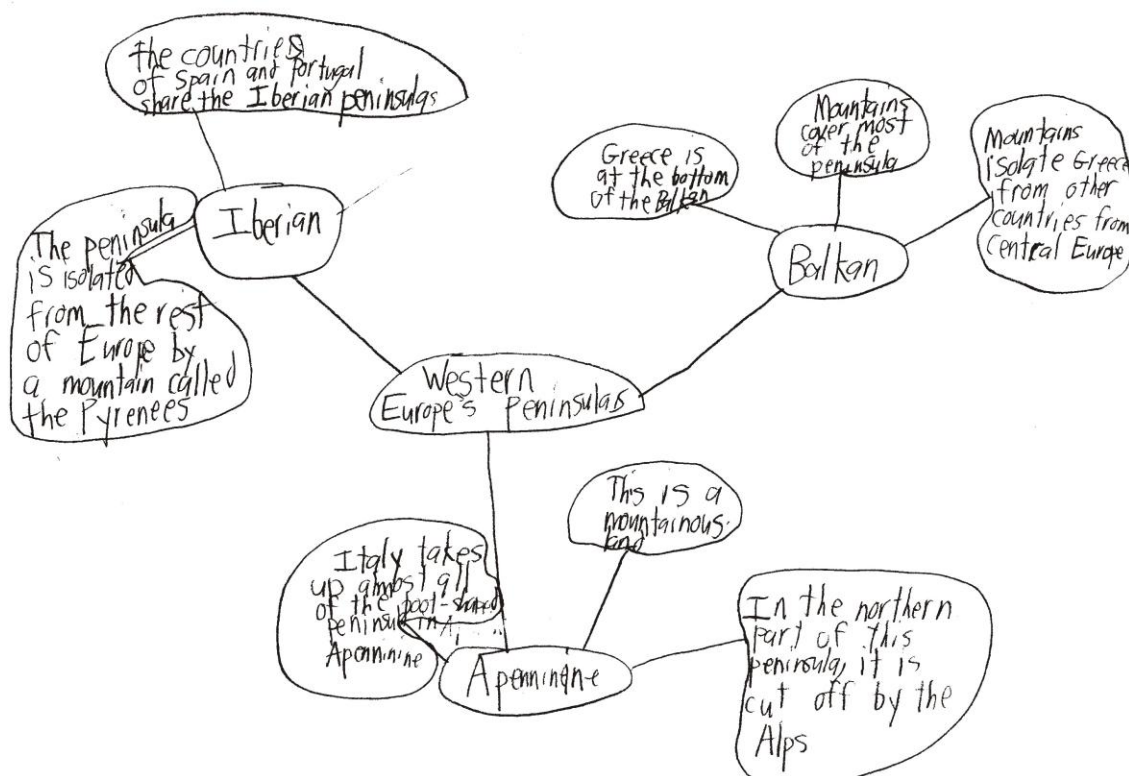 The countries
of Spain and Portugal
share the Iberian peninsulas
Iberian
The peninsula
is isolated
from the rest
of Europe by
a mountain called
the Pyrenees
Greece is
at the bottom
of the Balkan
Mountains
cover most
of the
peninsula
Mountains
isolate Greece
from other
countries from
central Europe
Balkan
Western
Europe's Peninsulas
Italy takes
up almost all
of the boot-shaped
peninsula in
Apenninine
This is a
mountainous
land
Apenninine
In the northern
part of this
peninsula, it is
cut off by the
Alps